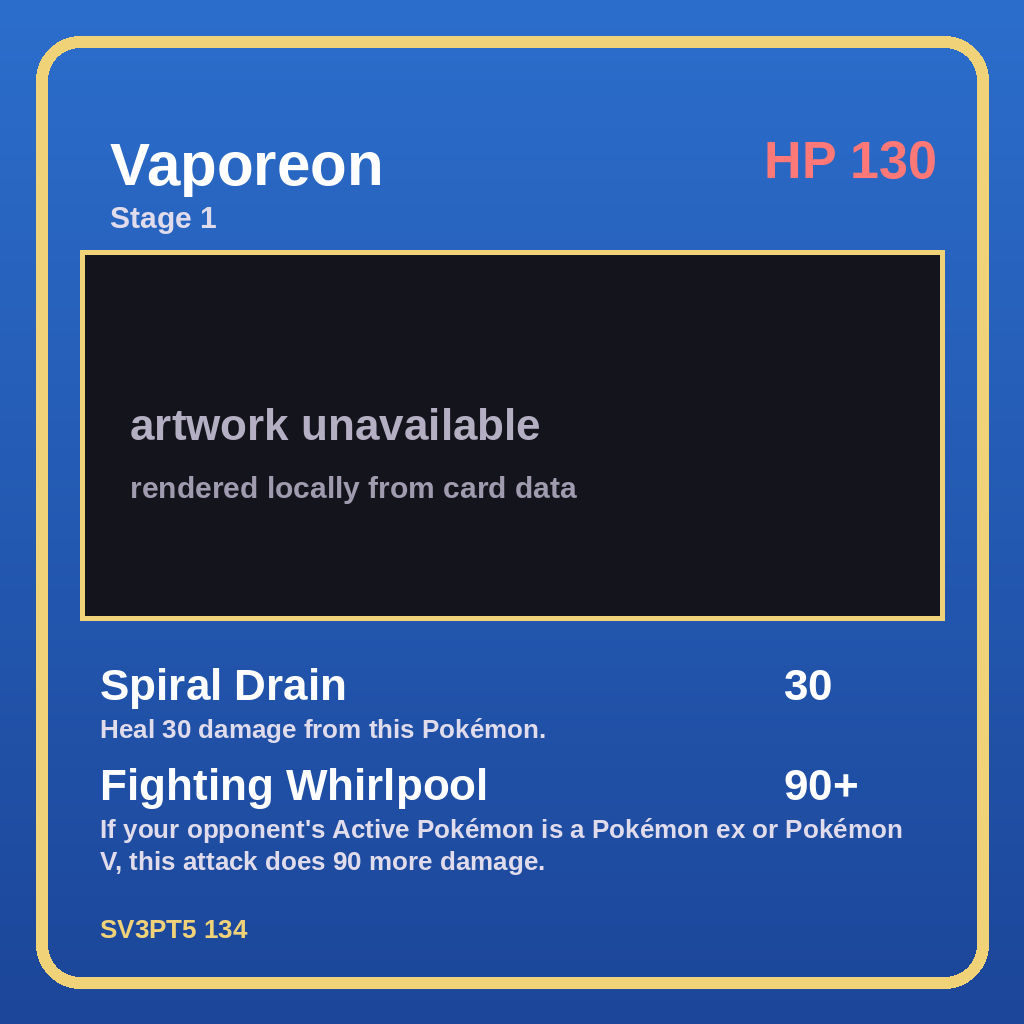 Vaporeon
HP 130
Stage 1
artwork unavailable
rendered locally from card data
Spiral Drain 30
Heal 30 damage from this Pokémon.
Fighting Whirlpool 90+
If your opponent's Active Pokémon is a Pokémon ex or Pokémon
V, this attack does 90 more damage.
SV3PT5 134